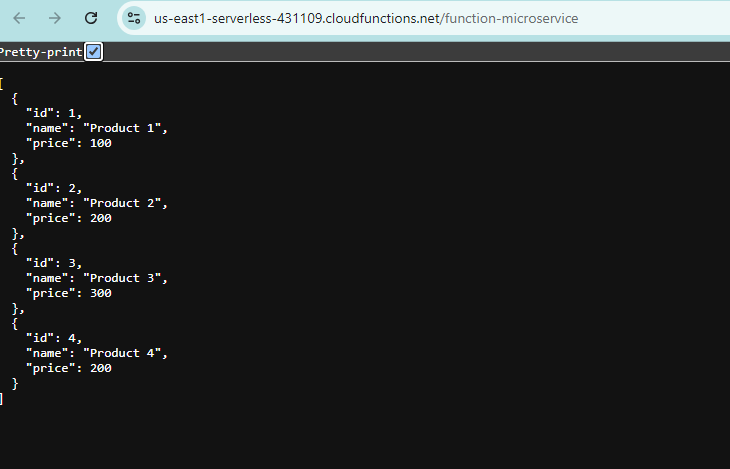 us-east1-serverless-431109.cloudfunctions.net/function-microservice
Pretty-print
[
  {
    "id": 1,
    "name": "Product 1",
    "price": 100
  },
  {
    "id": 2,
    "name": "Product 2",
    "price": 200
  },
  {
    "id": 3,
    "name": "Product 3",
    "price": 300
  },
  {
    "id": 4,
    "name": "Product 4",
    "price": 200
  }
]